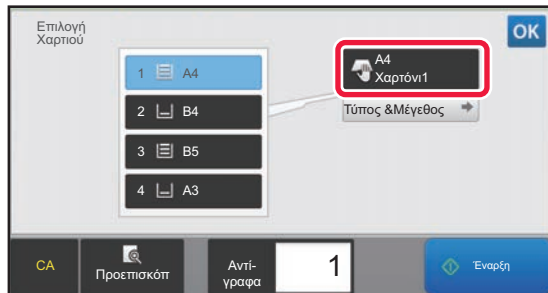 Επιλογή
Χαρτιού
OK
1 A4
2 B4
3 B5
4 A3
A4
Χαρτόνι1
Τύπος &Μέγεθος
CA
Προεπισκόπ
Αντί-
γραφα
1
Έναρξη